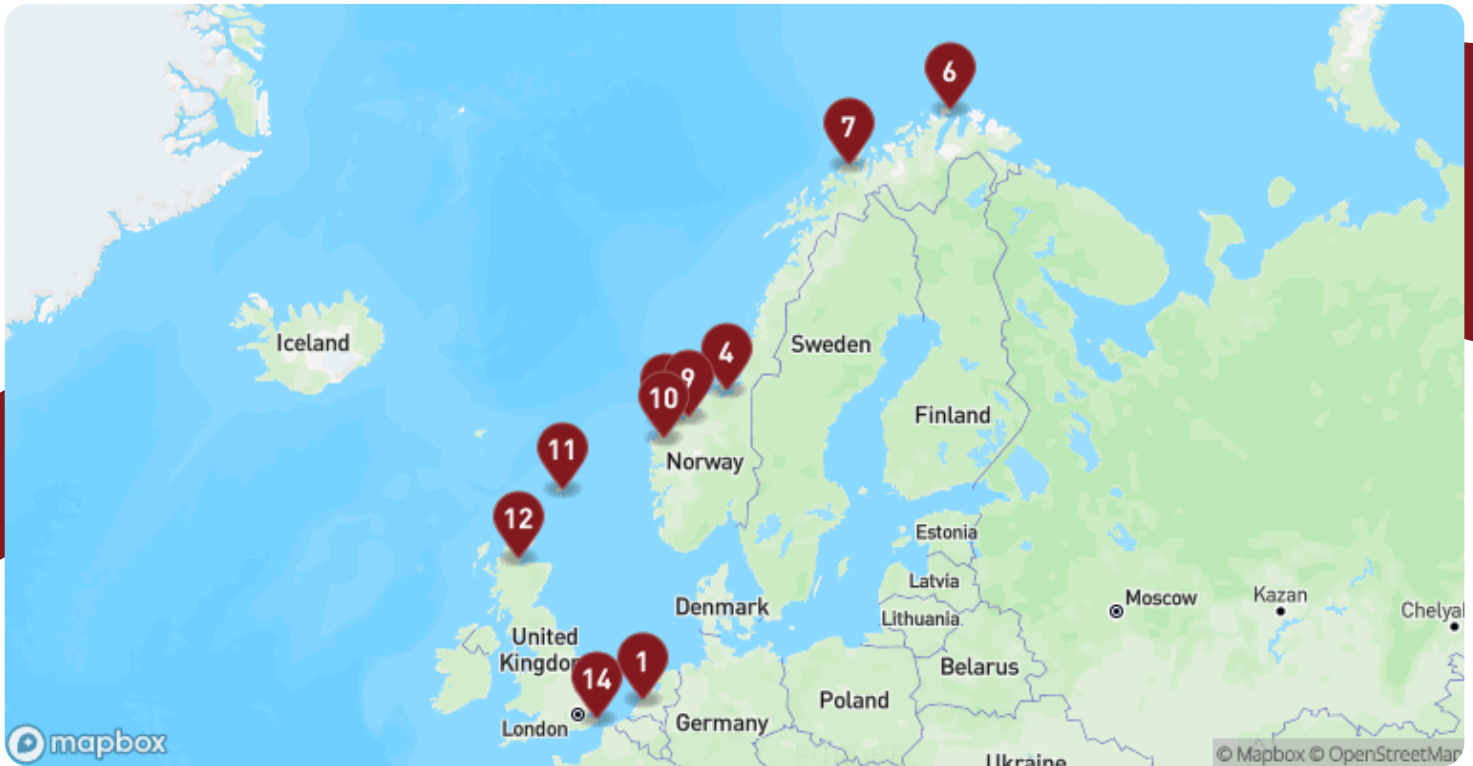 6
7
Iceland
4
Sweden
9
10
Finland
11
Norway
12
Estonia
Latvia
Moscow
Kazan
Denmark
Lithuania
United
Kingdom
1
14
Belarus
Poland
London
Germany
mapbox
© Mapbox © OpenStreetMap